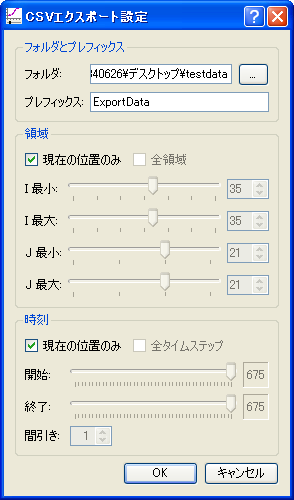 CSVエクスポート設定
フォルダとプレフィックス
フォルダ: 40626¥デスクトップ¥testdata ...
プレフィックス: ExportData
領域
現在の位置のみ 全領域
I 最小: 35
I 最大: 35
J 最小: 21
J 最大: 21
時刻
現在の位置のみ 全タイムステップ
開始: 675
終了: 675
間引き: 1
OK キャンセル